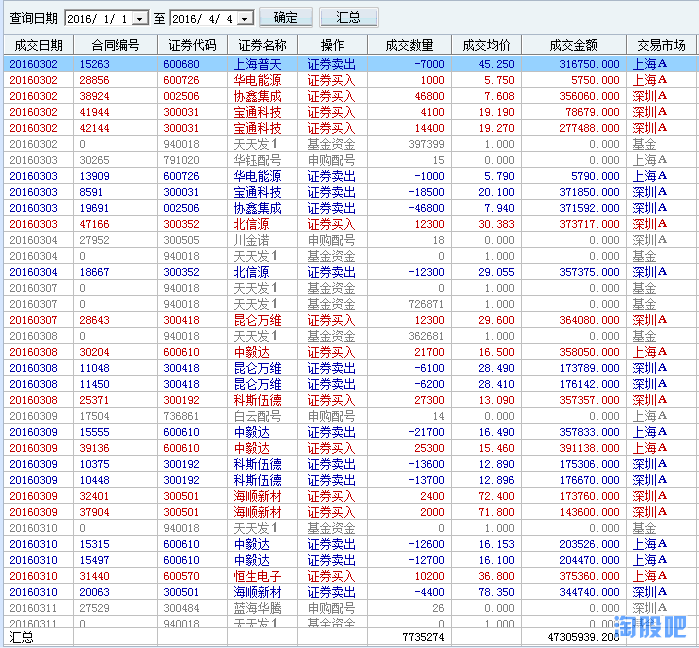 查询日期 2016/ 1/ 1 至 2016/ 4/ 4 确定 汇总
成交日期 合同编号 证券代码 证券名称 操作 成交数量 成交均价 成交金额 交易市场
20160302 15263 600680 上海普天 证券卖出 -7000 45.250 316750.000 上海A
20160302 28856 600726 华电能源 证券买入 1000 5.750 5750.000 上海A
20160302 38924 002506 协鑫集成 证券买入 46800 7.608 356060.000 深圳A
20160302 41944 300031 宝通科技 证券买入 4100 19.190 78679.000 深圳A
20160302 42144 300031 宝通科技 证券买入 14400 19.270 277488.000 深圳A
20160302 0 940018 天天发1 基金资金 397399 1.000 0.000 基金
20160303 30265 791020 华钰配号 申购配号 15 0.000 0.000 上海A
20160303 13909 600726 华电能源 证券卖出 -1000 5.790 5790.000 上海A
20160303 8591 300031 宝通科技 证券卖出 -18500 20.100 371850.000 深圳A
20160303 19691 002506 协鑫集成 证券卖出 -46800 7.940 371592.000 深圳A
20160303 47166 300352 北信源 证券买入 12300 30.383 373717.000 深圳A
20160304 27952 300505 川金诺 申购配号 18 0.000 0.000 深圳A
20160304 0 940018 天天发1 基金资金 0 1.000 0.000 基金
20160304 18667 300352 北信源 证券卖出 -12300 29.055 357375.000 深圳A
20160307 0 940018 天天发1 基金资金 0 1.000 0.000 基金
20160307 0 940018 天天发1 基金资金 726871 1.000 0.000 基金
20160307 28643 300418 昆仑万维 证券买入 12300 29.600 364080.000 深圳A
20160308 0 940018 天天发1 基金资金 362681 1.000 0.000 基金
20160308 30204 600610 中毅达 证券买入 21700 16.500 358050.000 上海A
20160308 11048 300418 昆仑万维 证券卖出 -6100 28.490 173789.000 深圳A
20160308 11450 300418 昆仑万维 证券卖出 -6200 28.410 176142.000 深圳A
20160308 25371 300192 科斯伍德 证券买入 27300 13.090 357357.000 深圳A
20160309 17504 736861 白云配号 申购配号 14 0.000 0.000 上海A
20160309 15555 600610 中毅达 证券卖出 -21700 16.490 357833.000 上海A
20160309 39136 600610 中毅达 证券买入 25300 15.460 391138.000 上海A
20160309 10375 300192 科斯伍德 证券卖出 -13600 12.890 175306.000 深圳A
20160309 10448 300192 科斯伍德 证券卖出 -13700 12.896 176670.000 深圳A
20160309 32401 300501 海顺新材 证券买入 2400 72.400 173760.000 深圳A
20160309 37904 300501 海顺新材 证券买入 2000 71.800 143600.000 深圳A
20160310 0 940018 天天发1 基金资金 0 1.000 0.000 基金
20160310 15315 600610 中毅达 证券卖出 -12600 16.153 203526.000 上海A
20160310 15497 600610 中毅达 证券卖出 -12700 16.100 204470.000 上海A
20160310 31440 600570 恒生电子 证券买入 10200 36.800 375360.000 上海A
20160310 20063 300501 海顺新材 证券卖出 -4400 78.350 344740.000 深圳A
20160311 27529 300484 蓝海华腾 申购配号 26 0.000 0.000 深圳A
20160311 0 940018 天天发1 基金资金 0 1.000 0.000 基金
汇总 7735274 47305939.208
淘股吧